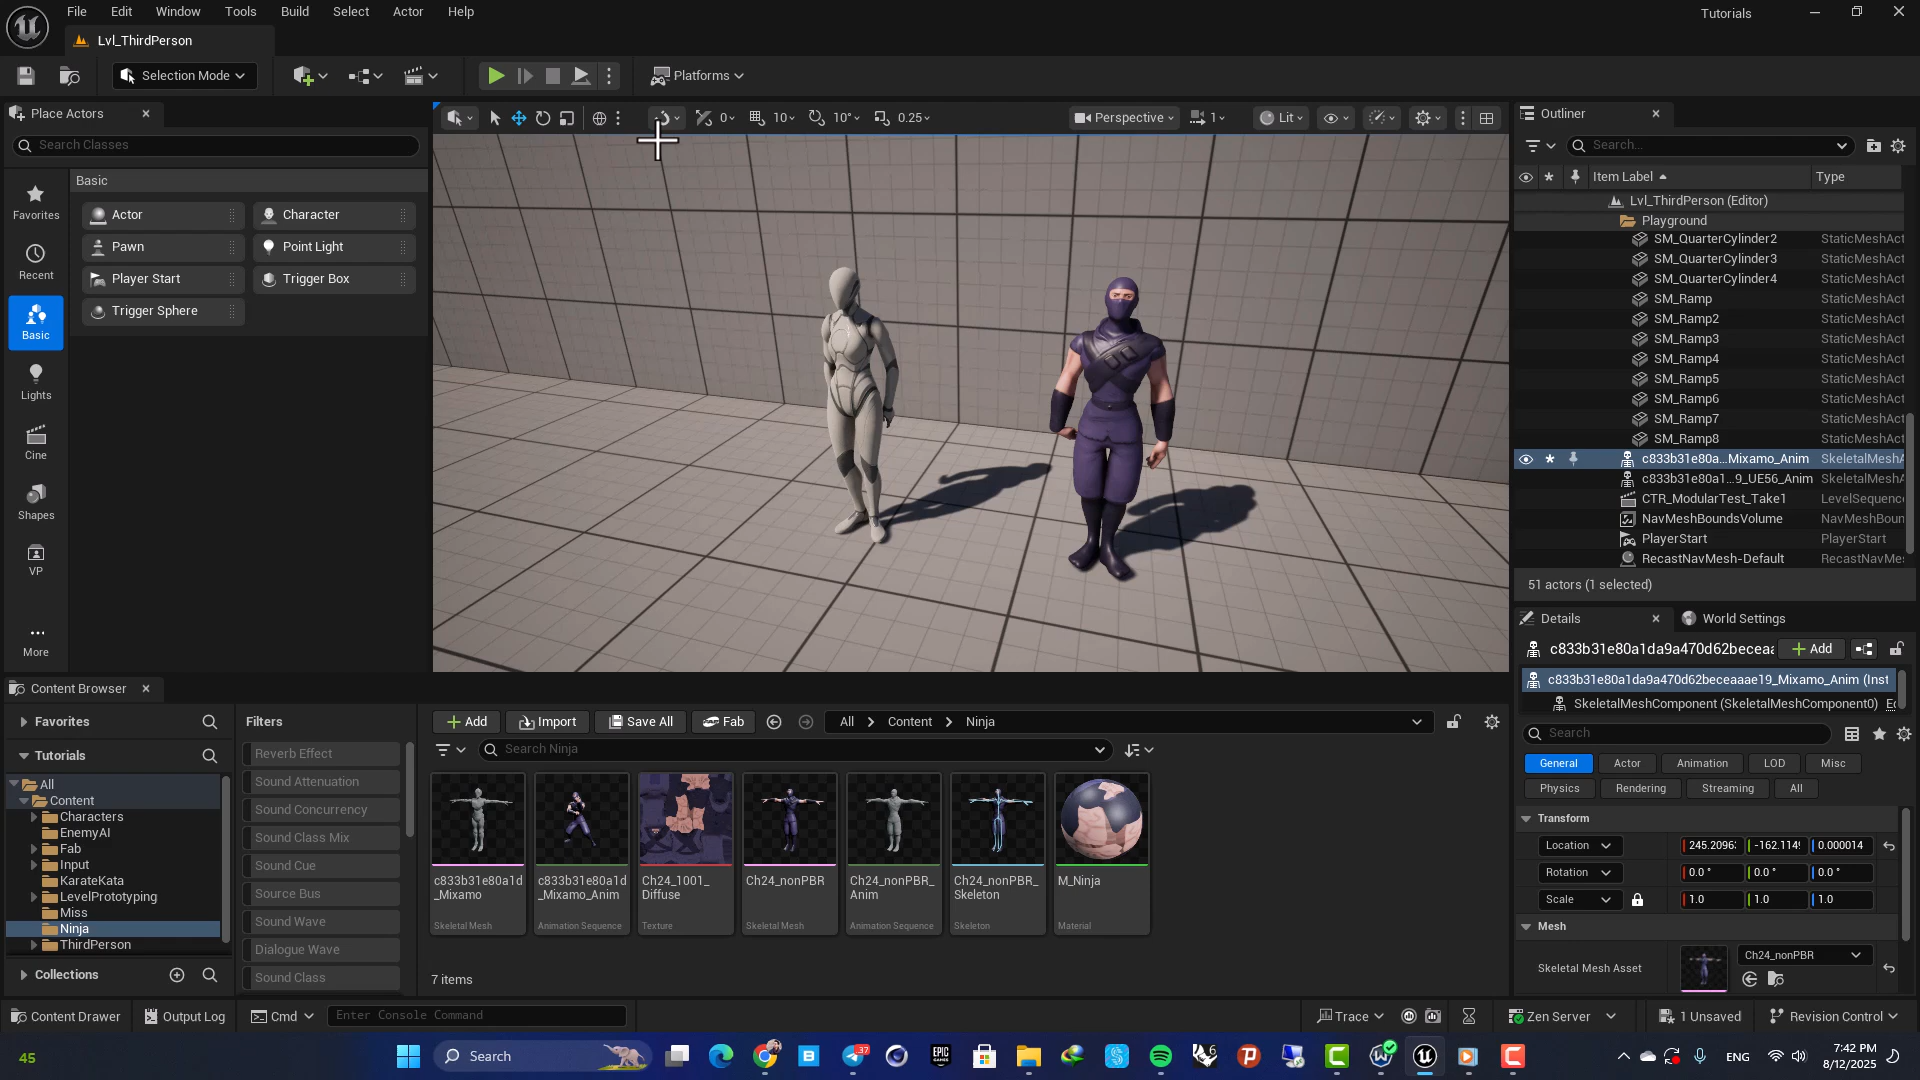 File Edit Window Tools Build Select Actor Help
Tutorials
Lvl_ThirdPerson
Selection Mode
Platforms
Place Actors
Search Classes
Basic
Favorites
Recent
Basic
Lights
Cine
Shapes
VP
More
Actor
Character
Pawn
Point Light
Player Start
Trigger Box
Trigger Sphere
0
10
10°
0.25
Perspective
1
Lit
Outliner
Search...
Item Label
Type
Lvl_ThirdPerson (Editor)
Playground
SM_QuarterCylinder2 StaticMeshAct
SM_QuarterCylinder3 StaticMeshAct
SM_QuarterCylinder4 StaticMeshAct
SM_Ramp StaticMeshAct
SM_Ramp2 StaticMeshAct
SM_Ramp3 StaticMeshAct
SM_Ramp4 StaticMeshAct
SM_Ramp5 StaticMeshAct
SM_Ramp6 StaticMeshAct
SM_Ramp7 StaticMeshAct
SM_Ramp8 StaticMeshAct
c833b31e80a...Mixamo_Anim SkeletalMeshA
c833b31e80a1...9_UE56_Anim SkeletalMeshA
CTR_ModularTest_Take1 LevelSequence
NavMeshBoundsVolume NavMeshBoun
PlayerStart PlayerStart
RecastNavMesh-Default RecastNavMes
51 actors (1 selected)
Details
World Settings
c833b31e80a1da9a470d62beceaa
Add
c833b31e80a1da9a470d62beceaaae19_Mixamo_Anim (Inst
SkeletalMeshComponent (SkeletalMeshComponent0)
Search
General Actor Animation LOD Misc
Physics Rendering Streaming All
Transform
Location 245.2096 -162.114 0.000014
Rotation 0.0 ° 0.0 ° 0.0 °
Scale 1.0 1.0 1.0
Mesh
Skeletal Mesh Asset
Ch24_nonPBR
Content Browser
Favorites
Tutorials
All
Content
Characters
EnemyAI
Fab
Input
KarateKata
LevelPrototyping
Miss
Ninja
ThirdPerson
Collections
Filters
Reverb Effect
Sound Attenuation
Sound Concurrency
Sound Class Mix
Sound Cue
Source Bus
Sound Wave
Dialogue Wave
Sound Class
Add
Import
Save All
Fab
All
Content
Ninja
Search Ninja
c833b31e80a1d
_Mixamo
Skeletal Mesh
c833b31e80a1d
_Mixamo_Anim
Animation Sequence
Ch24_1001_
Diffuse
Texture
Ch24_nonPBR
Skeletal Mesh
Ch24_nonPBR_
Anim
Animation Sequence
Ch24_nonPBR_
Skeleton
Skeleton
M_Ninja
Material
7 items
Content Drawer
Output Log
Cmd
Enter Console Command
Trace
Zen Server
1 Unsaved
Revision Control
45
Search
ENG
7:42 PM
8/12/2025